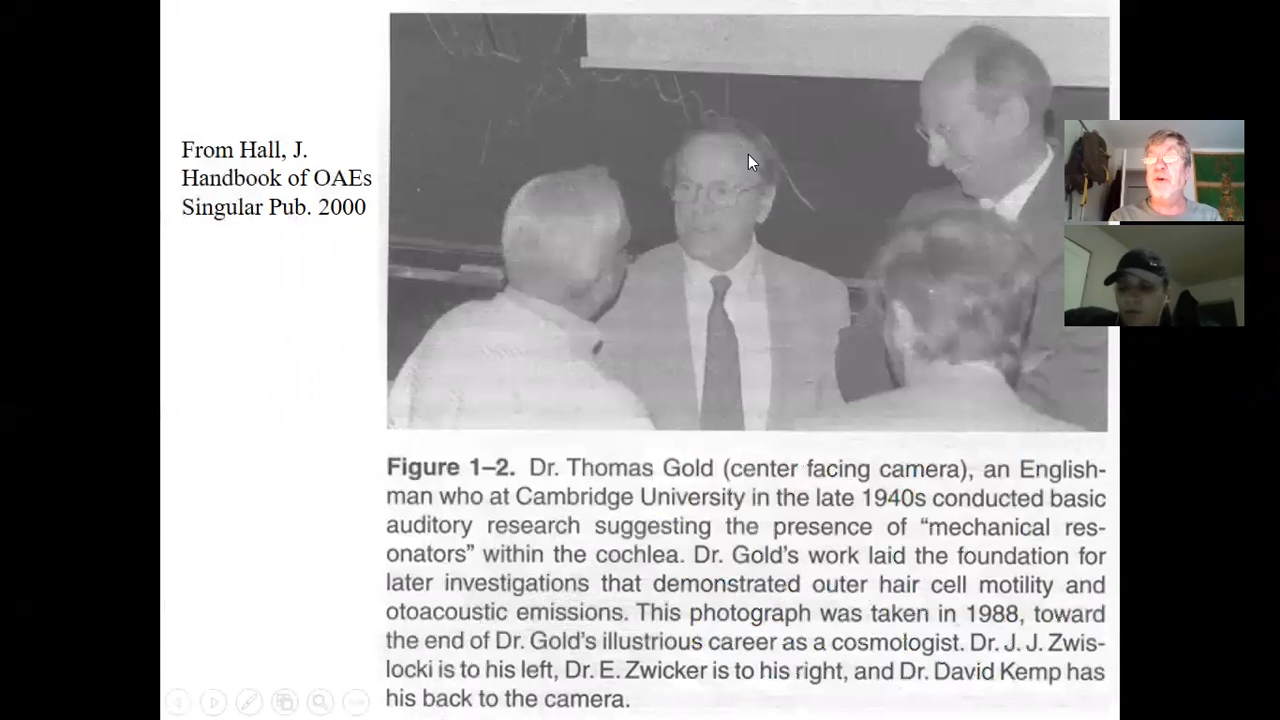 From Hall, J.
Handbook of OAEs
Singular Pub. 2000
Figure 1–2. Dr. Thomas Gold (center facing camera), an English-
man who at Cambridge University in the late 1940s conducted basic
auditory research suggesting the presence of “mechanical res-
onators” within the cochlea. Dr. Gold’s work laid the foundation for
later investigations that demonstrated outer hair cell motility and
otoacoustic emissions. This photograph was taken in 1988, toward
the end of Dr. Gold’s illustrious career as a cosmologist. Dr. J. J. Zwis-
locki is to his left, Dr. E. Zwicker is to his right, and Dr. David Kemp has
his back to the camera.